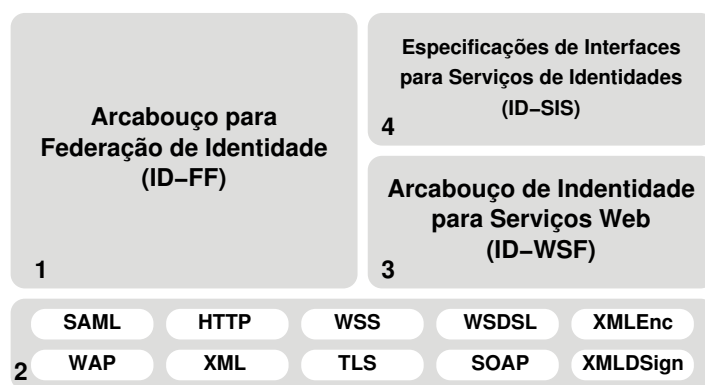 Arcabouço para
Federação de Identidade
(ID–FF)
1
Especificações de Interfaces
para Serviços de Identidades
(ID–SIS)
4
Arcabouço de Indentidade
para Serviços Web
(ID–WSF)
3
SAML HTTP WSS WSDSL XMLEnc
2 WAP XML TLS SOAP XMLDSign